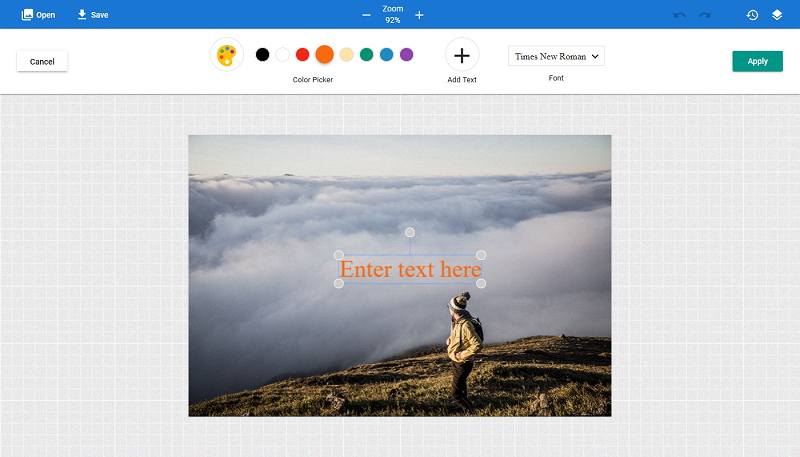 Open
Save
Zoom
92%
Cancel
Color Picker
Add Text
Times New Roman
Font
Apply
Enter text here